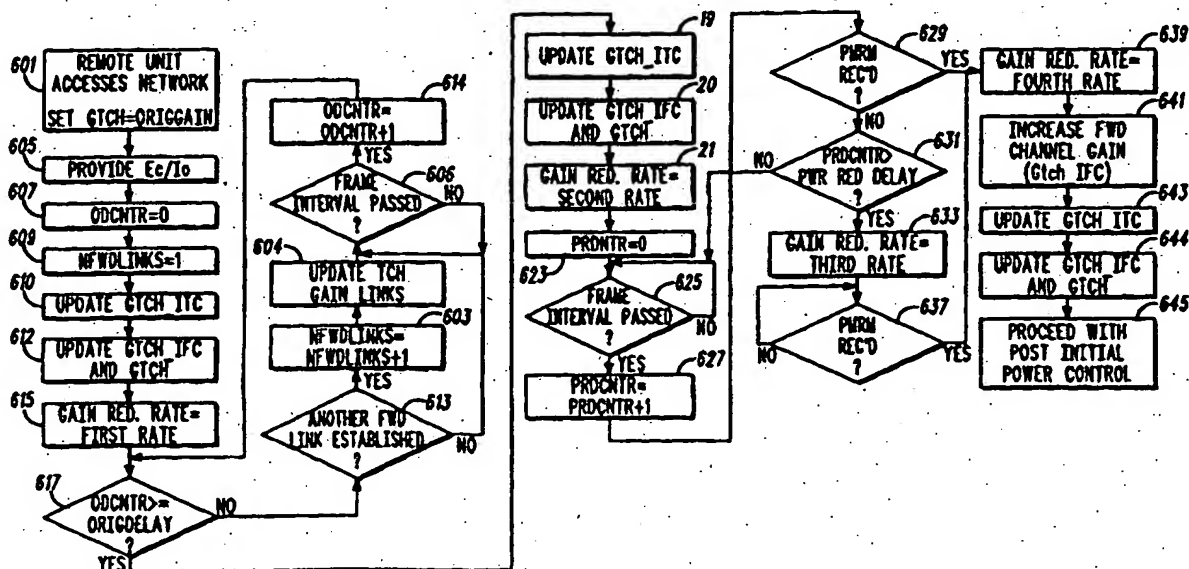 601
REMOTE UNIT
ACCESSES NETWORK
SET GTCH=ORIGGAIN
605
PROVIDE Ec/Io
607
ODCNTR=0
609
NFWDLINKS=1
610
UPDATE GTCH ITC
612
UPDATE GTCH IFC
AND GTCH
615
GAIN RED. RATE=
FIRST RATE
617
ODCNTR>=
ORIGDELAY
?
NO
YES
614
ODCNTR=
ODCNTR+1
YES
606
FRAME
INTERVAL PASSED
?
NO
604
UPDATE TCH
GAIN LINKS
603
NFWDLINKS=
NFWDLINKS+1
YES
613
ANOTHER FWD
LINK ESTABLISHED
?
NO
19
UPDATE GTCH_ITC
20
UPDATE GTCH IFC
AND GTCH
21
GAIN RED. RATE=
SECOND RATE
PRDNTR=0
623
625
FRAME
INTERVAL PASSED
?
NO
YES
627
PRDCNTR=
PRDCNTR+1
629
PMRM
REC'D
?
YES
NO
631
PRDCNTR>
PWR RED DELAY
?
NO
YES
633
GAIN RED. RATE=
THIRD RATE
637
PMRM
REC'D
?
NO
YES
639
GAIN RED. RATE=
FOURTH RATE
641
INCREASE FWD
CHANNEL GAIN
(Gtch IFC)
643
UPDATE GTCH ITC
644
UPDATE GTCH IFC
AND GTCH
645
PROCEED WITH
POST INITIAL
POWER CONTROL